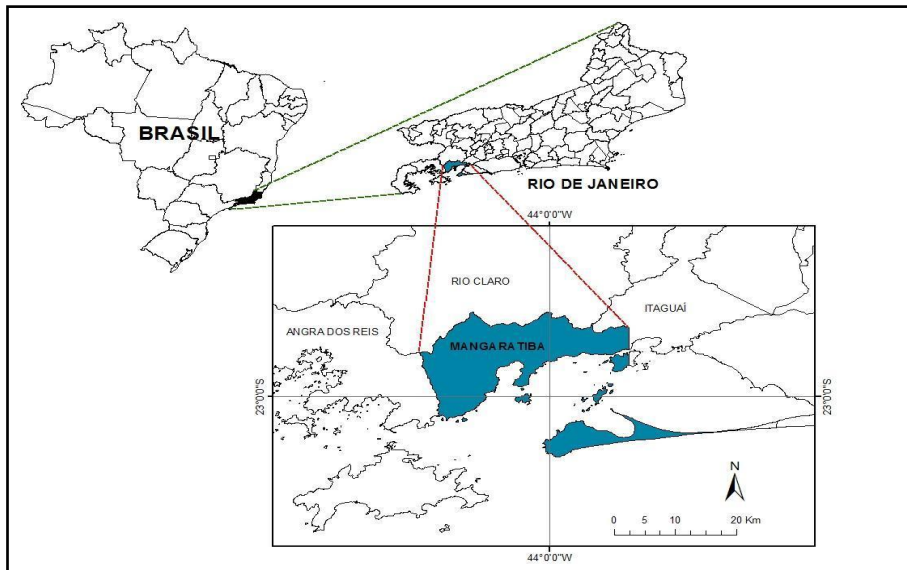 BRASIL
RIO DE JANEIRO
44°0'0"W
RIO CLARO
ITAGUAÍ
ANGRA DOS REIS
MANGARATIBA
23°0'0"S
23°0'0"S
N
0 5 10 20 Km
44°0'0"W